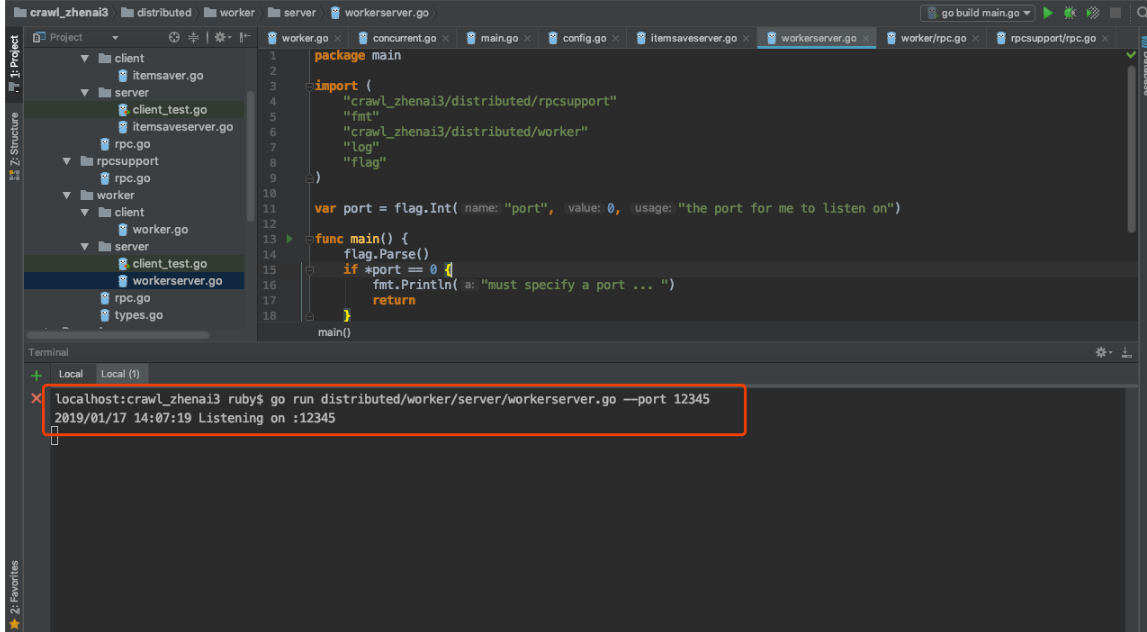 crawl_zhenai3 distributed worker server workerserver.go go build main.go
Project worker.go concurrent.go main.go config.go itemsaveserver.go workerserver.go worker/rpc.go rpcsupport/rpc.go
1: Project
Z: Structure
2: Favorites
client
itemsaver.go
server
client_test.go
itemsaveserver.go
rpc.go
rpcsupport
rpc.go
worker
client
worker.go
server
client_test.go
workerserver.go
rpc.go
types.go
1 package main
2
3 import (
4 "crawl_zhenai3/distributed/rpcsupport"
5 "fmt"
6 "crawl_zhenai3/distributed/worker"
7 "log"
8 "flag"
9 )
10
11 var port = flag.Int( name: "port", value: 0, usage: "the port for me to listen on")
12
13 func main() {
14 flag.Parse()
15 if *port == 0 {
16 fmt.Println( a: "must specify a port ... ")
17 return
18 }
main()
Terminal
Local Local (1)
localhost:crawl_zhenai3 ruby$ go run distributed/worker/server/workerserver.go --port 12345
2019/01/17 14:07:19 Listening on :12345